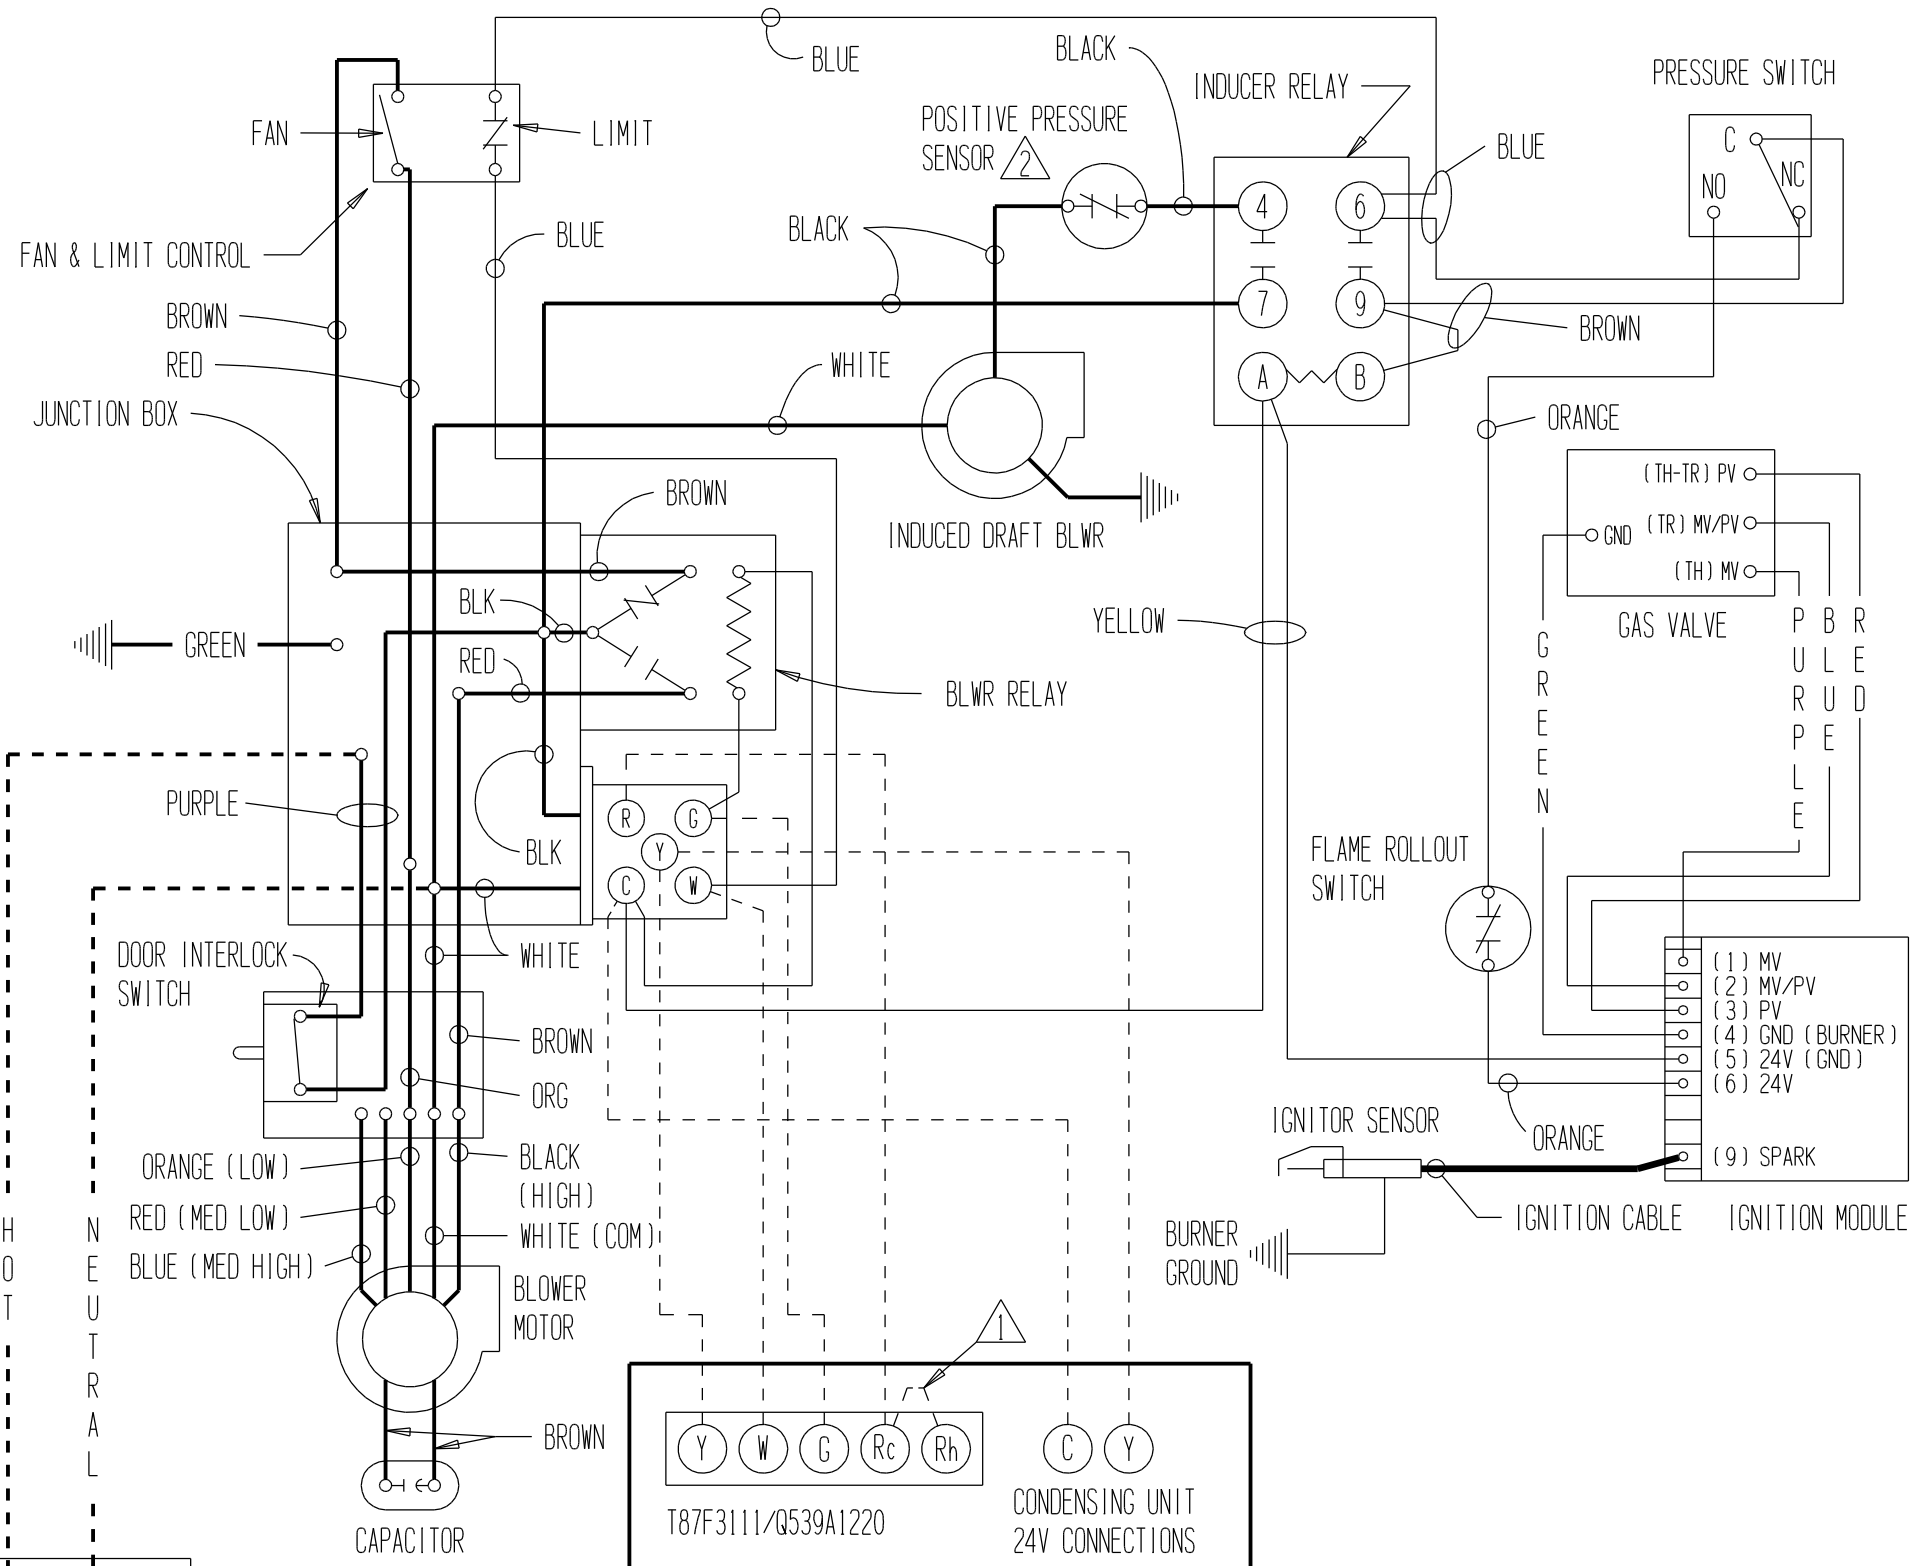 BLUE
BLACK
INDUCER RELAY
PRESSURE SWITCH
FAN
LIMIT
POSITIVE PRESSURE
SENSOR 2
BLUE
C
NO
NC
4
6
BLUE
BLACK
FAN & LIMIT CONTROL
BROWN
7
9
BROWN
RED
WHITE
A
B
JUNCTION BOX
ORANGE
(TH-TR) PV
BROWN
INDUCED DRAFT BLWR
(TR) MV/PV
GND
(TH) MV
BLK
YELLOW
GAS VALVE
GREEN
RED
BLWR RELAY
GREEN
PURPLE
BLUE
RED
PURPLE
BLK
R
G
Y
C
W
FLAME ROLLOUT
SWITCH
DOOR INTERLOCK
SWITCH
WHITE
(1) MV
(2) MV/PV
(3) PV
(4) GND (BURNER)
(5) 24V (GND)
(6) 24V
BROWN
ORG
IGNITOR SENSOR
ORANGE
(9) SPARK
ORANGE (LOW)
BLACK
(HIGH)
RED (MED LOW)
WHITE (COM)
BLUE (MED HIGH)
IGNITION CABLE
IGNITION MODULE
BURNER
GROUND
HOT
NEUTRAL
BLOWER
MOTOR
1
BROWN
Y
W
G
Rc
Rh
C
Y
CAPACITOR
T87F3111/Q539A1220
CONDENSING UNIT
24V CONNECTIONS